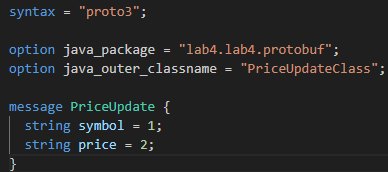 syntax = "proto3";
option java_package = "lab4.lab4.protobuf";
option java_outer_classname = "PriceUpdateClass";
message PriceUpdate {
string symbol = 1;
string price = 2;
}